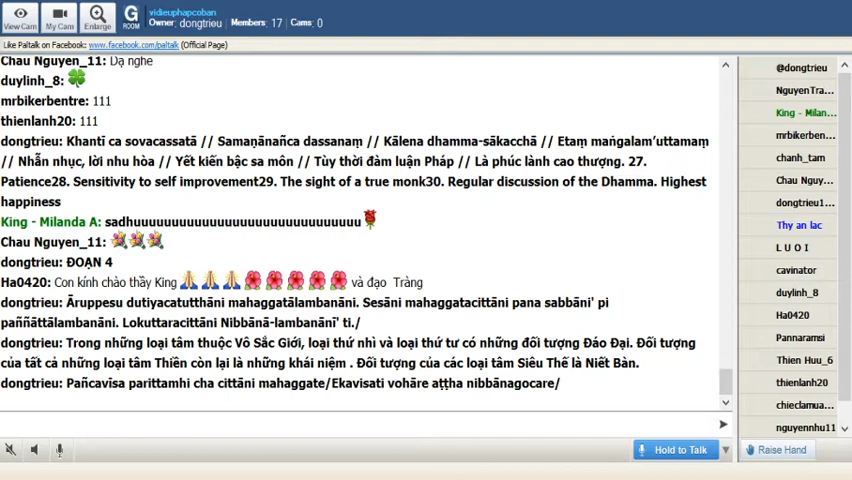 vidieuphapcoban
Owner: dongtrieu Members: 17 Cams: 0
View Cam My Cam Enlarge G ROOM
Like Paltalk on Facebook: www.facebook.com/paltalk (Official Page)
Chau Nguyen_11: Dạ nghe
duylinh_8:
mrbikerbentre: 111
thienlanh20: 111
dongtrieu: Khantī ca sovacassatā // Samaṇānañca dassanaṃ // Kālena dhamma-sākacchā // Etaṃ maṅgalam’uttamaṃ
// Nhẫn nhục, lời nhu hòa // Yết kiến bậc sa môn // Tùy thời đàm luận Pháp // Là phúc lành cao thượng. 27.
Patience28. Sensitivity to self improvement29. The sight of a true monk30. Regular discussion of the Dhamma. Highest
happiness
King - Milanda A: sadhuuuuuuuuuuuuuuuuuuuuuuuuuuuuuuu
Chau Nguyen_11:
dongtrieu: ĐOẠN 4
Ha0420: Con kính chào thầy King và đạo Tràng
dongtrieu: Āruppesu dutiyacatutthāni mahaggatālambanāni. Sesāni mahaggatacittāni pana sabbāni' pi
paññāttālambanāni. Lokuttaracittāni Nibbānā-lambanānī' ti./
dongtrieu: Trong những loại tâm thuộc Vô Sắc Giới, loại thứ nhì và loại thứ tư có những đối tượng Đáo Đại. Đối tượng
của tất cả những loại tâm Thiền còn lại là những khái niệm . Đối tượng của các loại tâm Siêu Thế là Niết Bàn.
dongtrieu: Pañcavīsa parittamhi cha cittāni mahaggate/Ekavisati vohāre aṭṭha nibbānagocare/
Hold to Talk
Raise Hand
@dongtrieu
NguyenTra...
King - Milan...
mrbikerben...
chanh_tam
Chau Nguy...
dongtrieu1...
Thy an lac
L U O I
cavinator
duylinh_8
Ha0420
Pannaramsi
Thien Huu_6
thienlanh20
chieclamua...
nguyennhu11